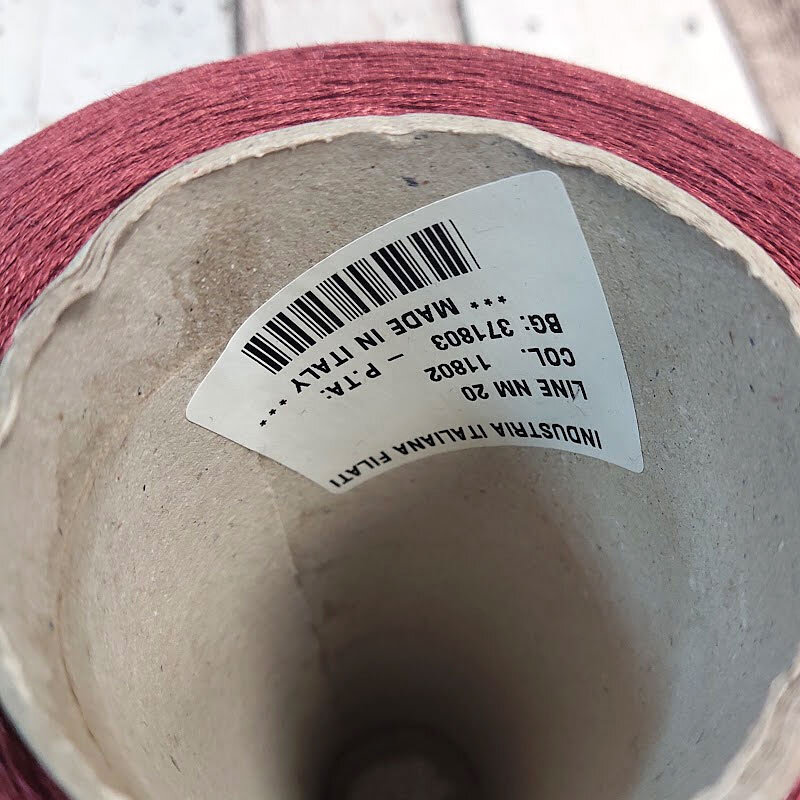 INDUSTRIA ITALIANA FILATI
LINE NM 20
COL. 11802 - P.TA:
BG: 371803
*** MADE IN ITALY ***